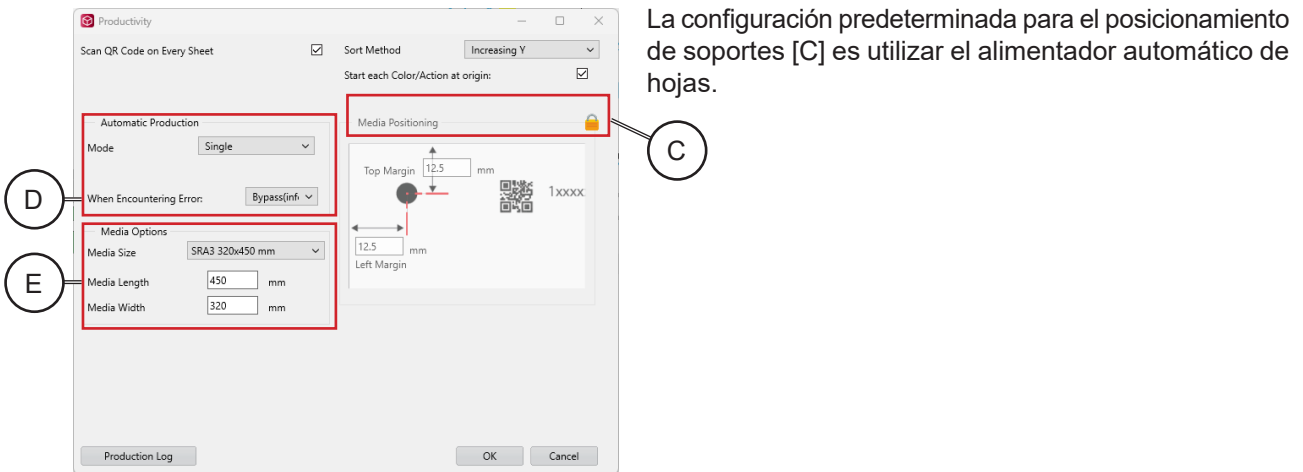 Productivity
Scan QR Code on Every Sheet
Sort Method Increasing Y
Start each Color/Action at origin:
Automatic Production
Mode Single
When Encountering Error: Bypass(inf
D
Media Options
Media Size SRA3 320x450 mm
Media Length 450 mm
Media Width 320 mm
E
Media Positioning
C
Top Margin 12.5 mm
1xxxx
12.5 mm
Left Margin
Production Log OK Cancel
La configuración predeterminada para el posicionamiento
de soportes [C] es utilizar el alimentador automático de
hojas.